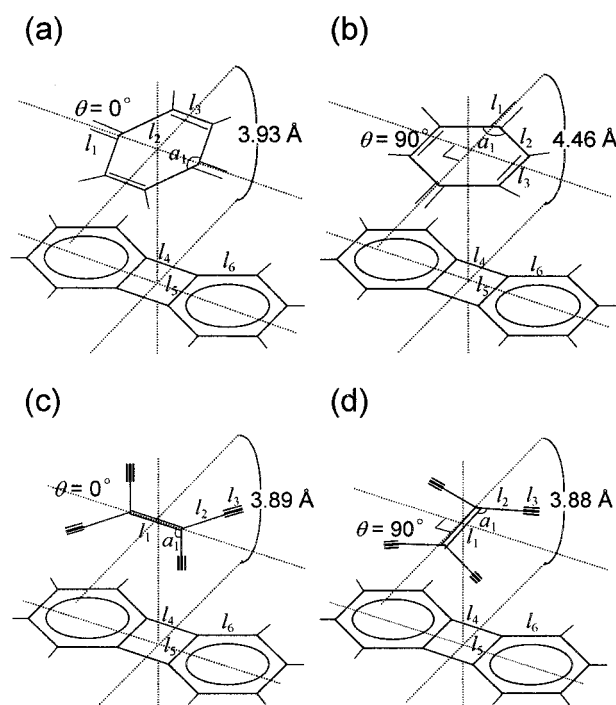 (a)
θ = 0°
l₁
l₂
l₃
a₁
3.93 Å
l₄
l₅
l₆
(b)
θ = 90°
l₁
a₁
l₂
l₃
4.46 Å
l₄
l₅
l₆
(c)
θ = 0°
l₁
a₁
l₂
l₃
3.89 Å
l₄
l₅
l₆
(d)
θ = 90°
l₁
a₁
l₂
l₃
3.88 Å
l₄
l₅
l₆